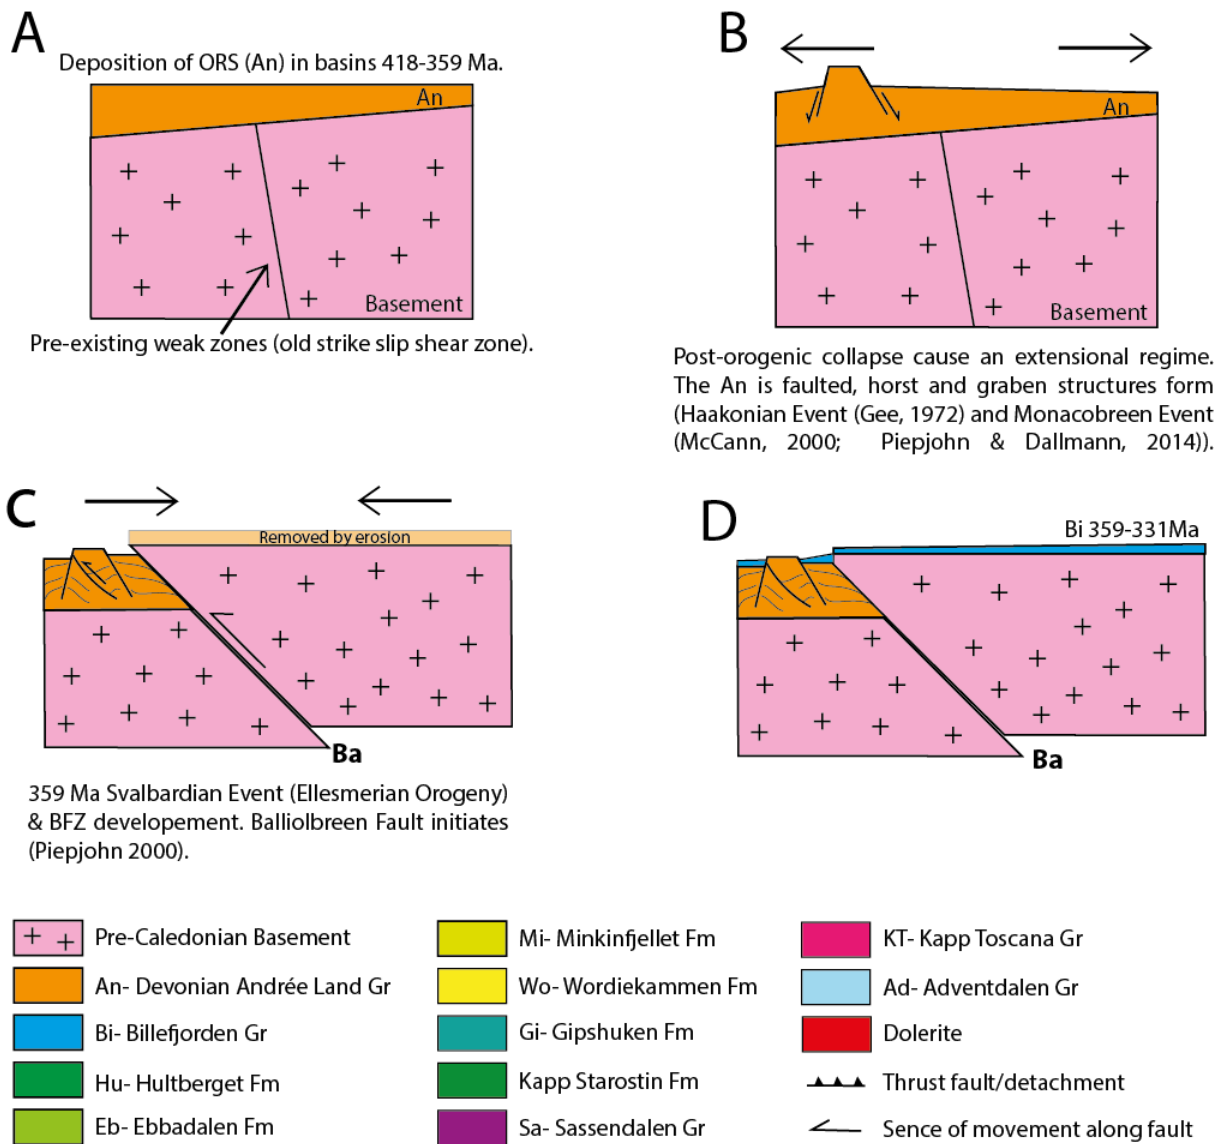 A
Deposition of ORS (An) in basins 418-359 Ma.
An
Basement
Pre-existing weak zones (old strike slip shear zone).
B
An
Basement
Post-orogenic collapse cause an extensional regime.
The An is faulted, horst and graben structures form
(Haakonian Event (Gee, 1972) and Monacobreen Event
(McCann, 2000; Piepjohn & Dallmann, 2014)).
C
Removed by erosion
Ba
359 Ma Svalbardian Event (Ellesmerian Orogeny)
& BFZ developement. Balliolbreen Fault initiates
(Piepjohn 2000).
D
Bi 359-331Ma
Ba
Pre-Caledonian Basement
An- Devonian Andrée Land Gr
Bi- Billefjorden Gr
Hu- Hultberget Fm
Eb- Ebbadalen Fm
Mi- Minkinfjellet Fm
Wo- Wordiekammen Fm
Gi- Gipshuken Fm
Kapp Starostin Fm
Sa- Sassendalen Gr
KT- Kapp Toscana Gr
Ad- Adventdalen Gr
Dolerite
Thrust fault/detachment
Sence of movement along fault